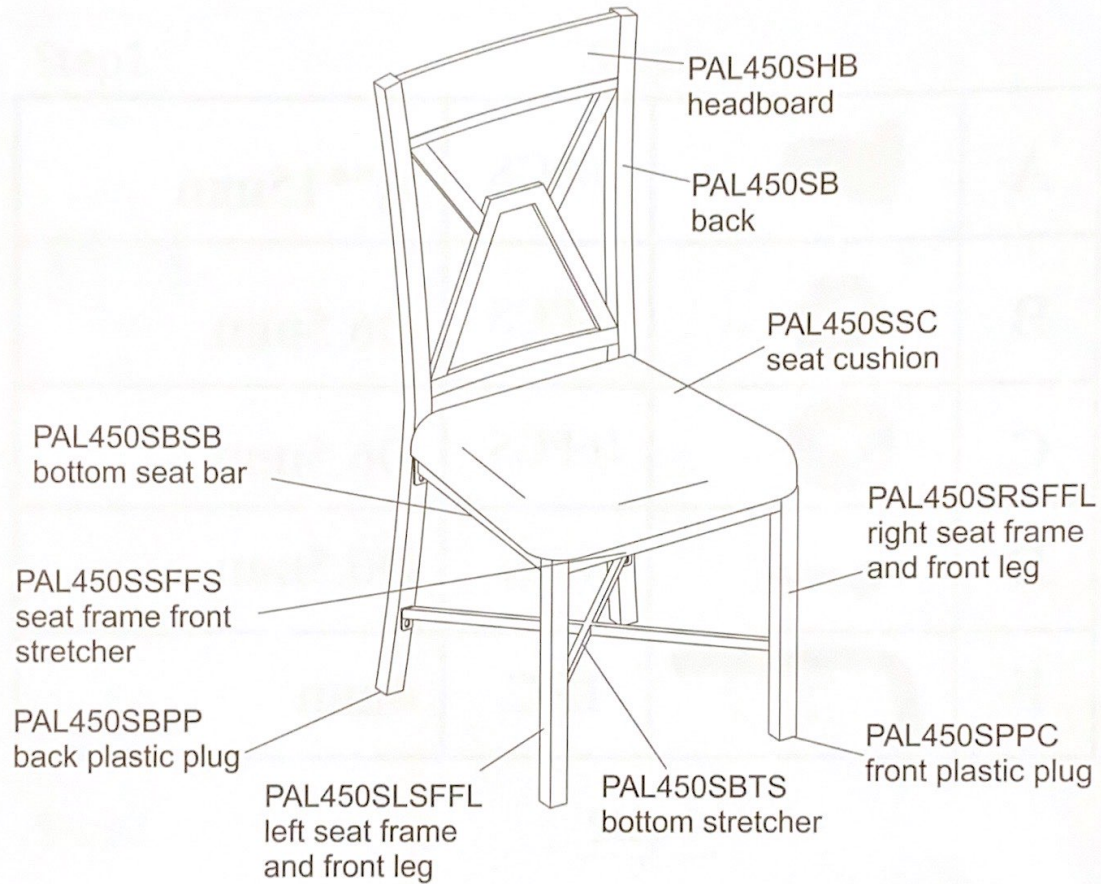 PAL450SHB
headboard
PAL450SB
back
PAL450SSC
seat cushion
PAL450SBSB
bottom seat bar
PAL450SRSFFL
right seat frame
and front leg
PAL450SSFFS
seat frame front
stretcher
PAL450SBPP
back plastic plug
PAL450SPPC
front plastic plug
PAL450SBTS
bottom stretcher
PAL450SLSFFL
left seat frame
and front leg